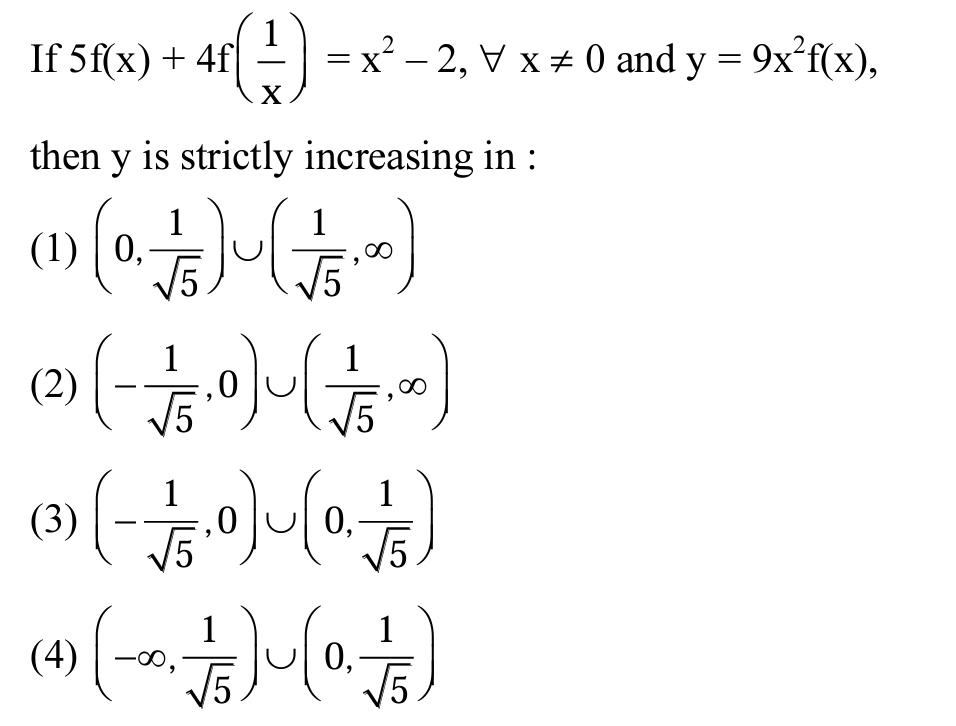 If 5f(x) + 4f(1/x) = x² – 2, ∀ x ≠ 0 and y = 9x²f(x),
then y is strictly increasing in :
(1) (0, 1/√5) ∪ (1/√5, ∞)
(2) (–1/√5, 0) ∪ (1/√5, ∞)
(3) (–1/√5, 0) ∪ (0, 1/√5)
(4) (–∞, 1/√5) ∪ (0, 1/√5)